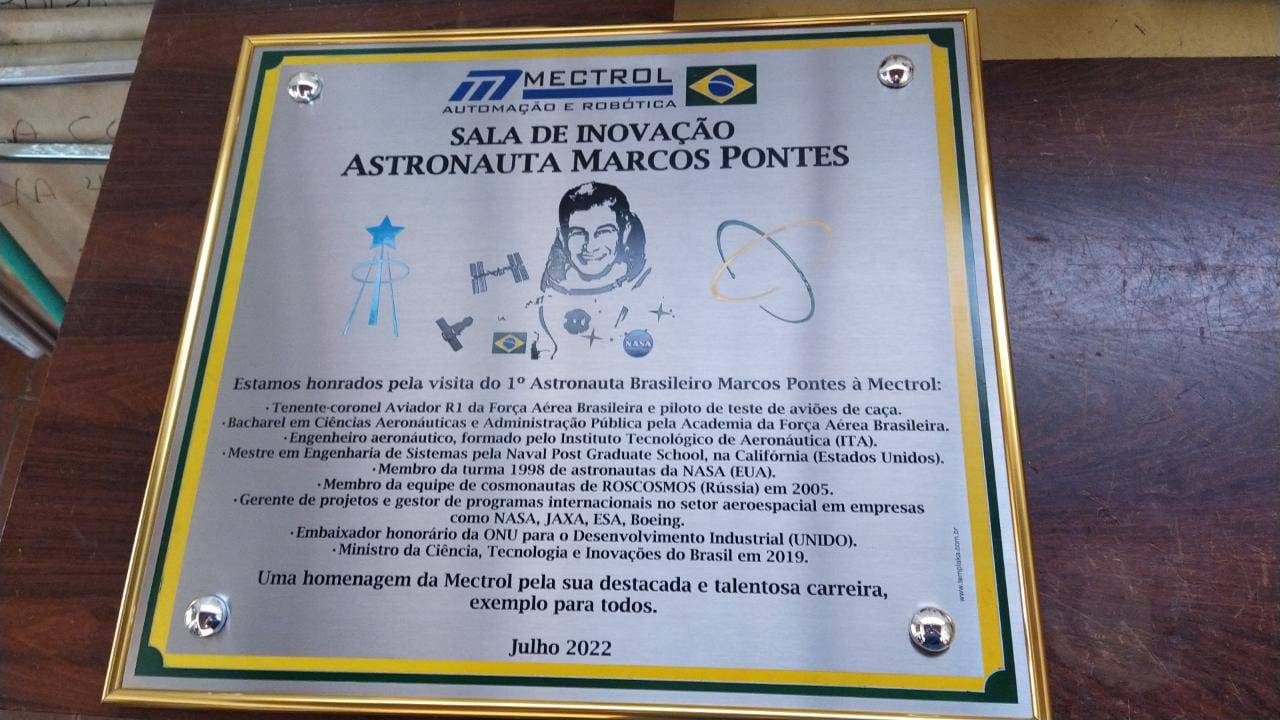 MECTROL
AUTOMAÇÃO E ROBÓTICA
SALA DE INOVAÇÃO
ASTRONAUTA MARCOS PONTES
NASA
Estamos honrados pela visita do 1º Astronauta Brasileiro Marcos Pontes à Mectrol:
·Tenente-coronel Aviador R1 da Força Aérea Brasileira e piloto de teste de aviões de caça.
·Bacharel em Ciências Aeronáuticas e Administração Pública pela Academia da Força Aérea Brasileira.
·Engenheiro aeronáutico, formado pelo Instituto Tecnológico de Aeronáutica (ITA).
·Mestre em Engenharia de Sistemas pela Naval Post Graduate School, na Califórnia (Estados Unidos).
·Membro da turma 1998 de astronautas da NASA (EUA).
·Membro da equipe de cosmonautas de ROSCOSMOS (Rússia) em 2005.
·Gerente de projetos e gestor de programas internacionais no setor aeroespacial em empresas
como NASA, JAXA, ESA, Boeing.
·Embaixador honorário da ONU para o Desenvolvimento Industrial (UNIDO).
·Ministro da Ciência, Tecnologia e Inovações do Brasil em 2019.
Uma homenagem da Mectrol pela sua destacada e talentosa carreira,
exemplo para todos.
Julho 2022
www.templaka.com.br